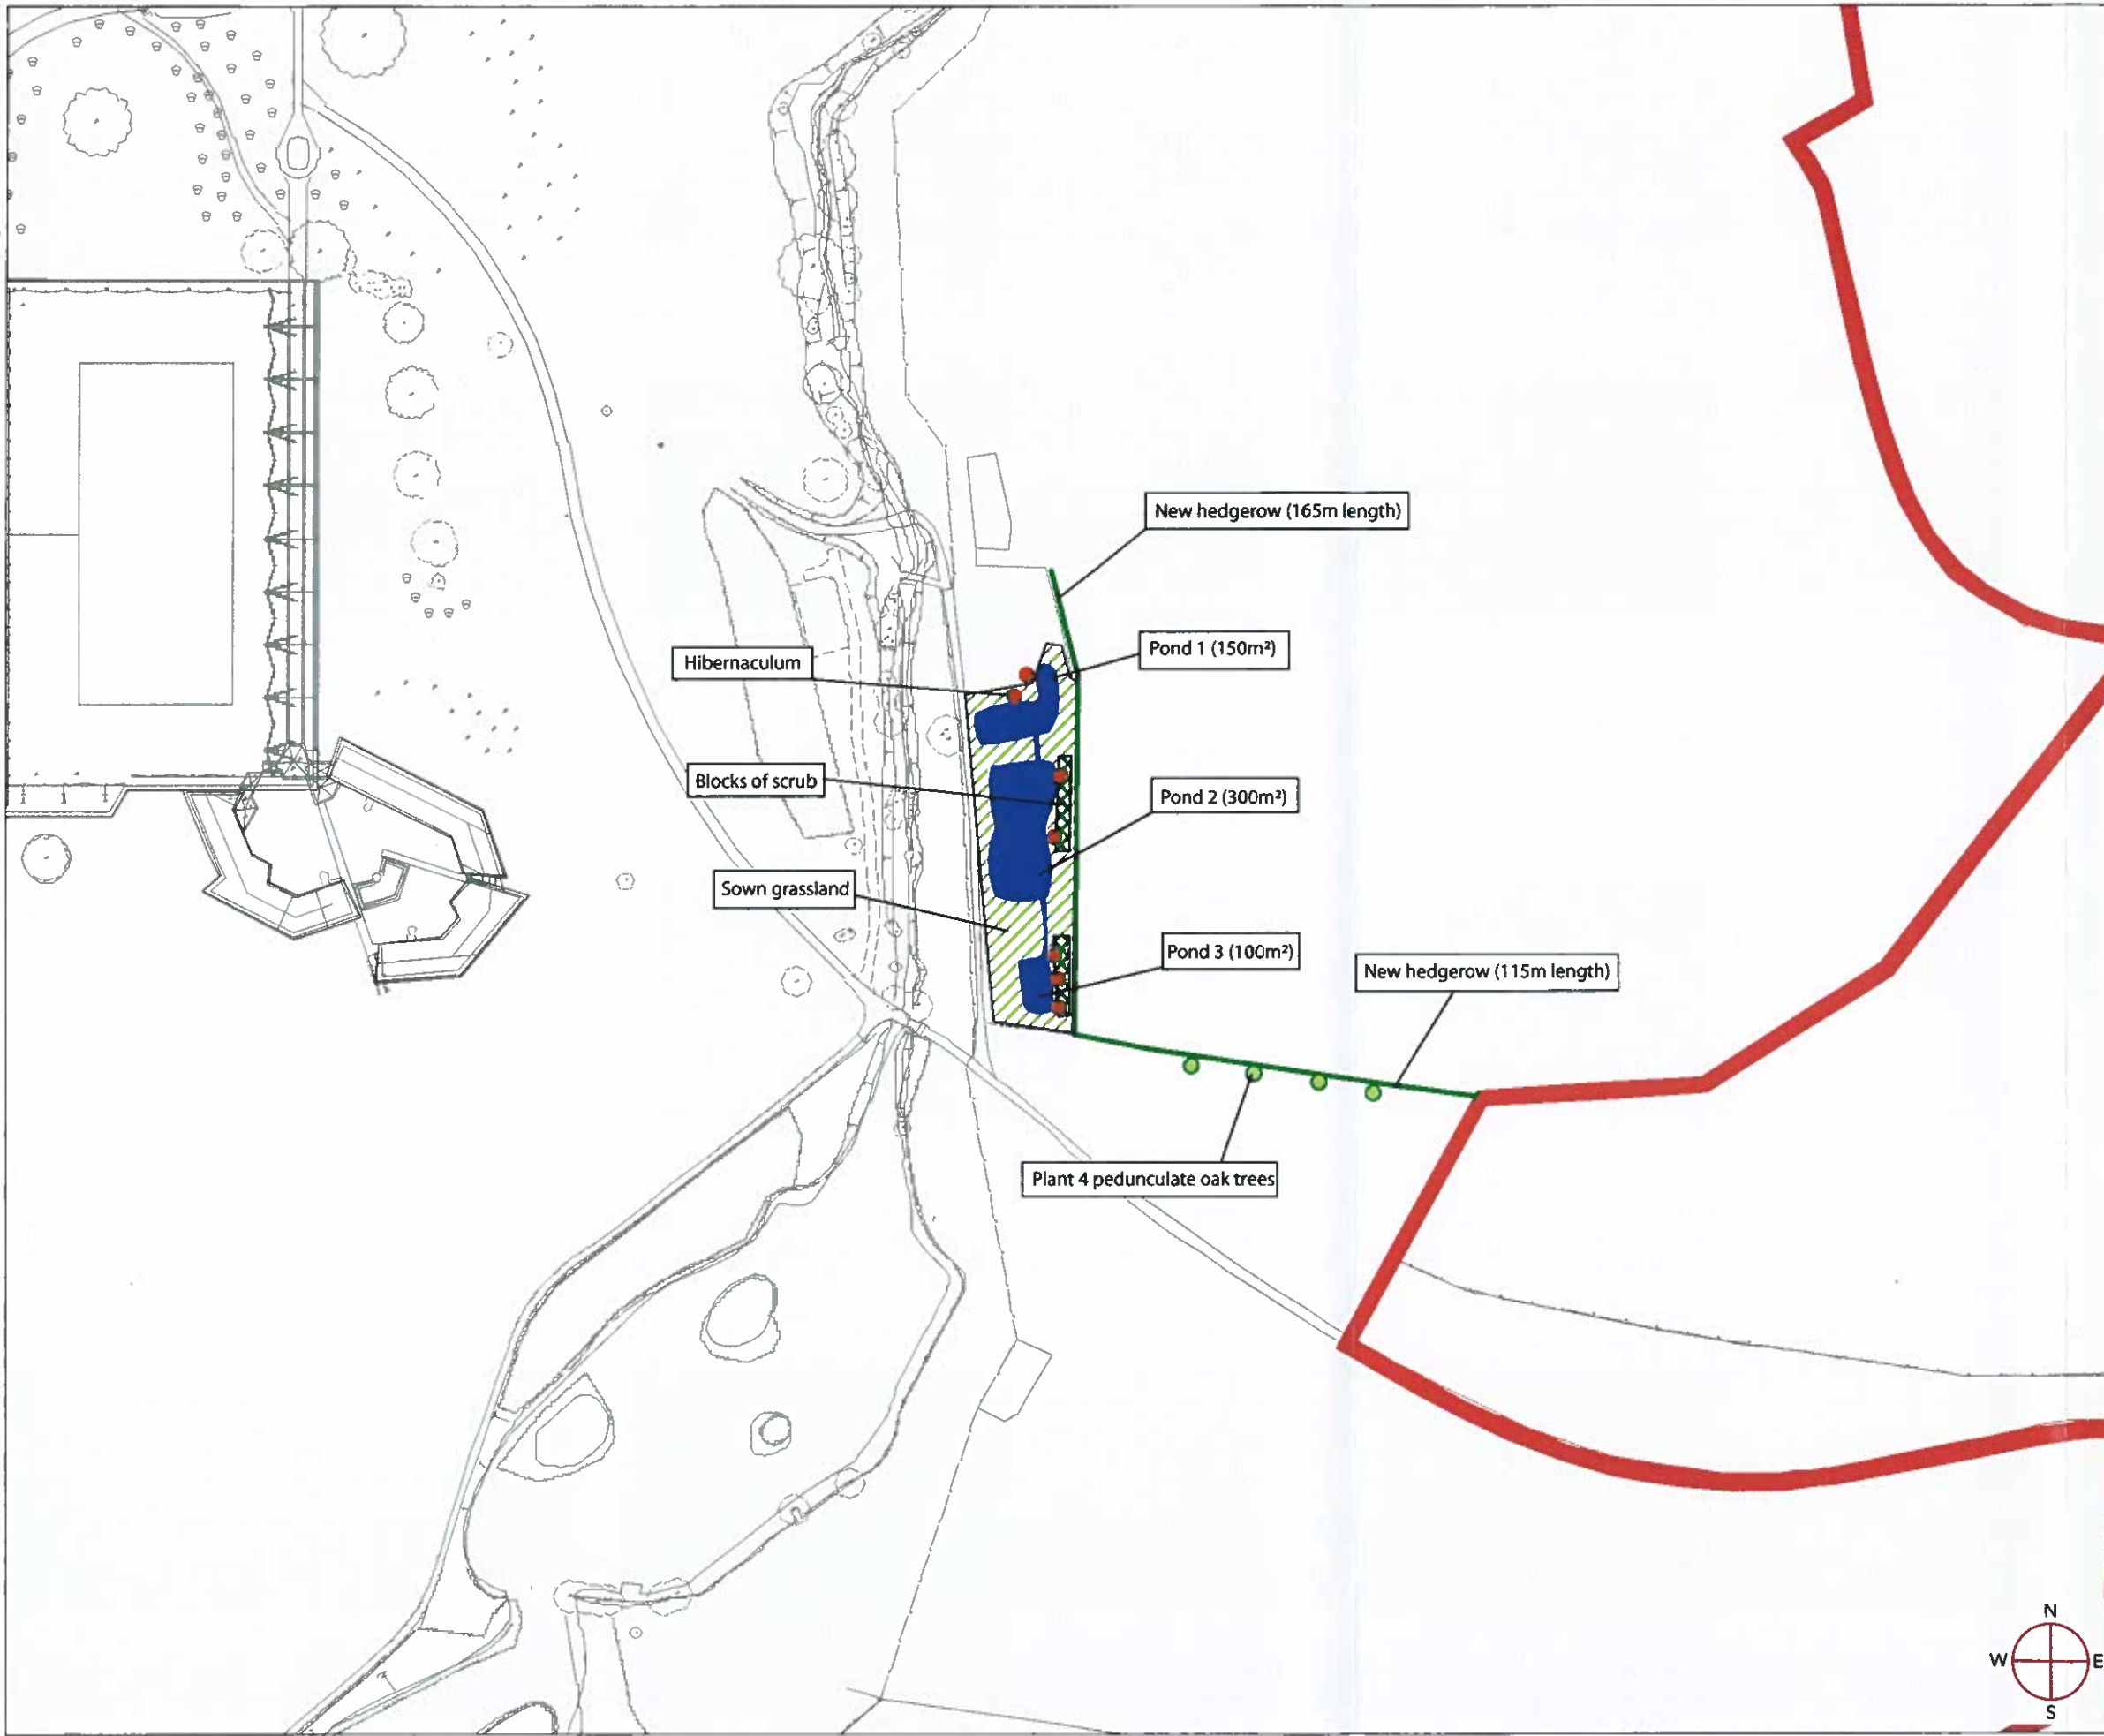 New hedgerow (165m length)
Pond 1 (150m²)
Hibernaculum
Blocks of scrub
Pond 2 (300m²)
Sown grassland
Pond 3 (100m²)
New hedgerow (115m length)
Plant 4 pedunculate oak trees
N
W
E
S